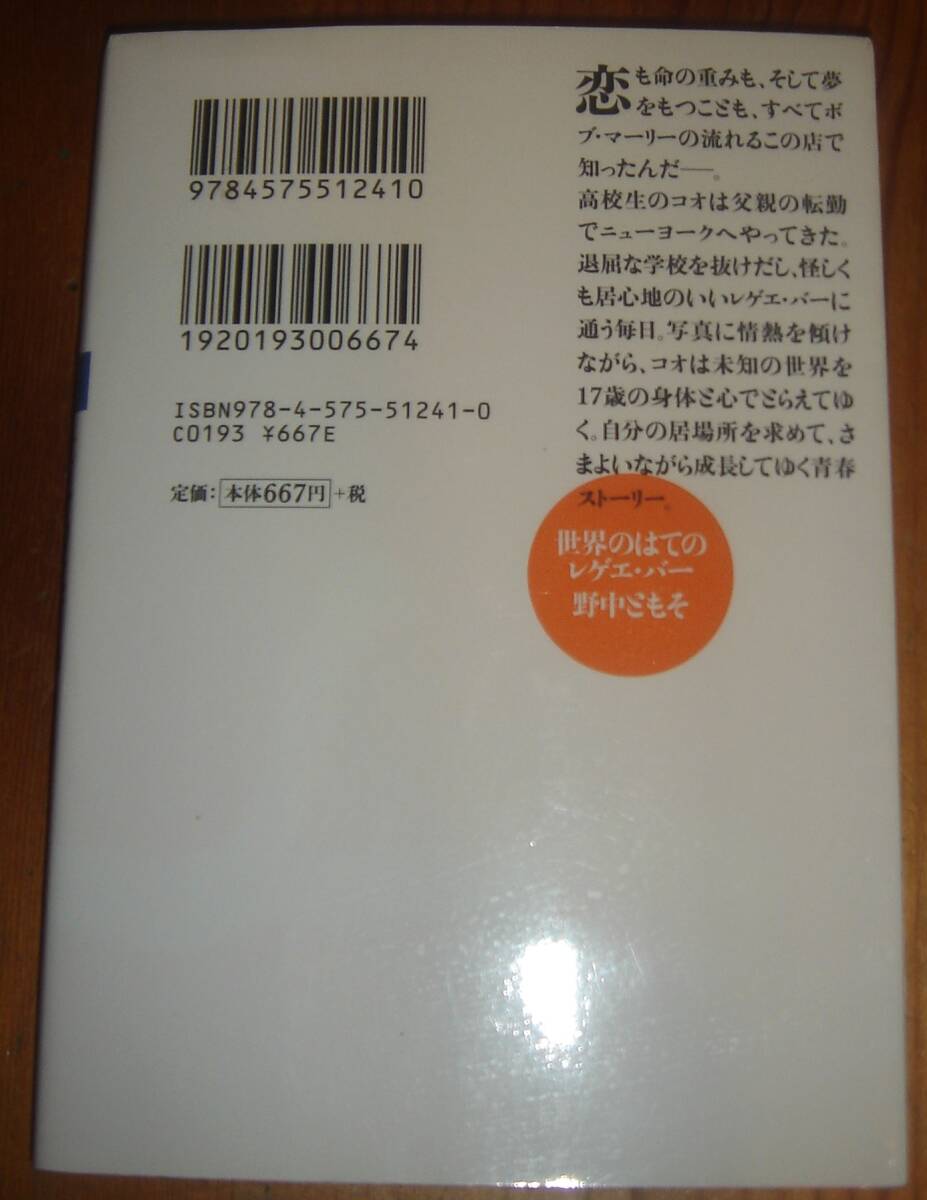 9784575512410
1920193006674
ISBN978-4-575-51241-0
C0193 ¥667E
定価：本体667円+税
恋も命の重みも、そして夢
をもつことも、すべてボ
ブ・マーリーの流れるこの店で
知ったんだ──。
高校生のコオは父親の転勤
でニューヨークへやってきた。
退屈な学校を抜けだし、怪しく
も居心地のいいレゲエ・バーに
通う毎日。写真に情熱を傾け
ながら、コオは未知の世界を
17歳の身体と心でとらえてゆ
く。自分の居場所を求めて、さ
まよいながら成長してゆく青春
ストーリー。
世界のはての
レゲエ・バー
野中ともそ